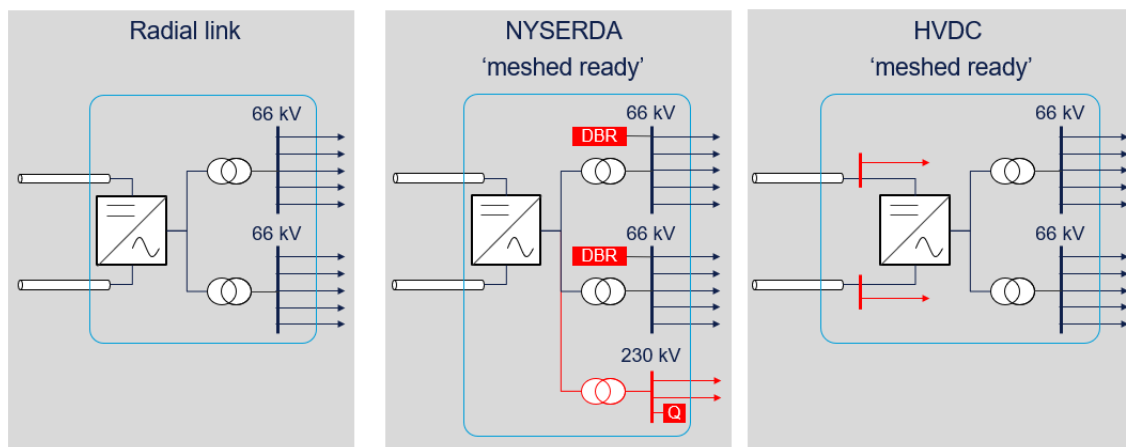 Radial link
66 kV
66 kV
NYSERDA
'meshed ready'
66 kV
DBR
66 kV
DBR
230 kV
Q
HVDC
'meshed ready'
66 kV
66 kV